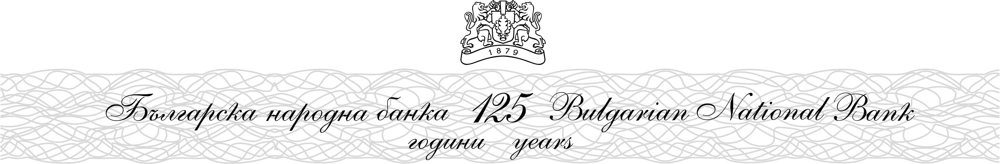 1879
Българска народна банка 125 Bulgarian National Bank
години years